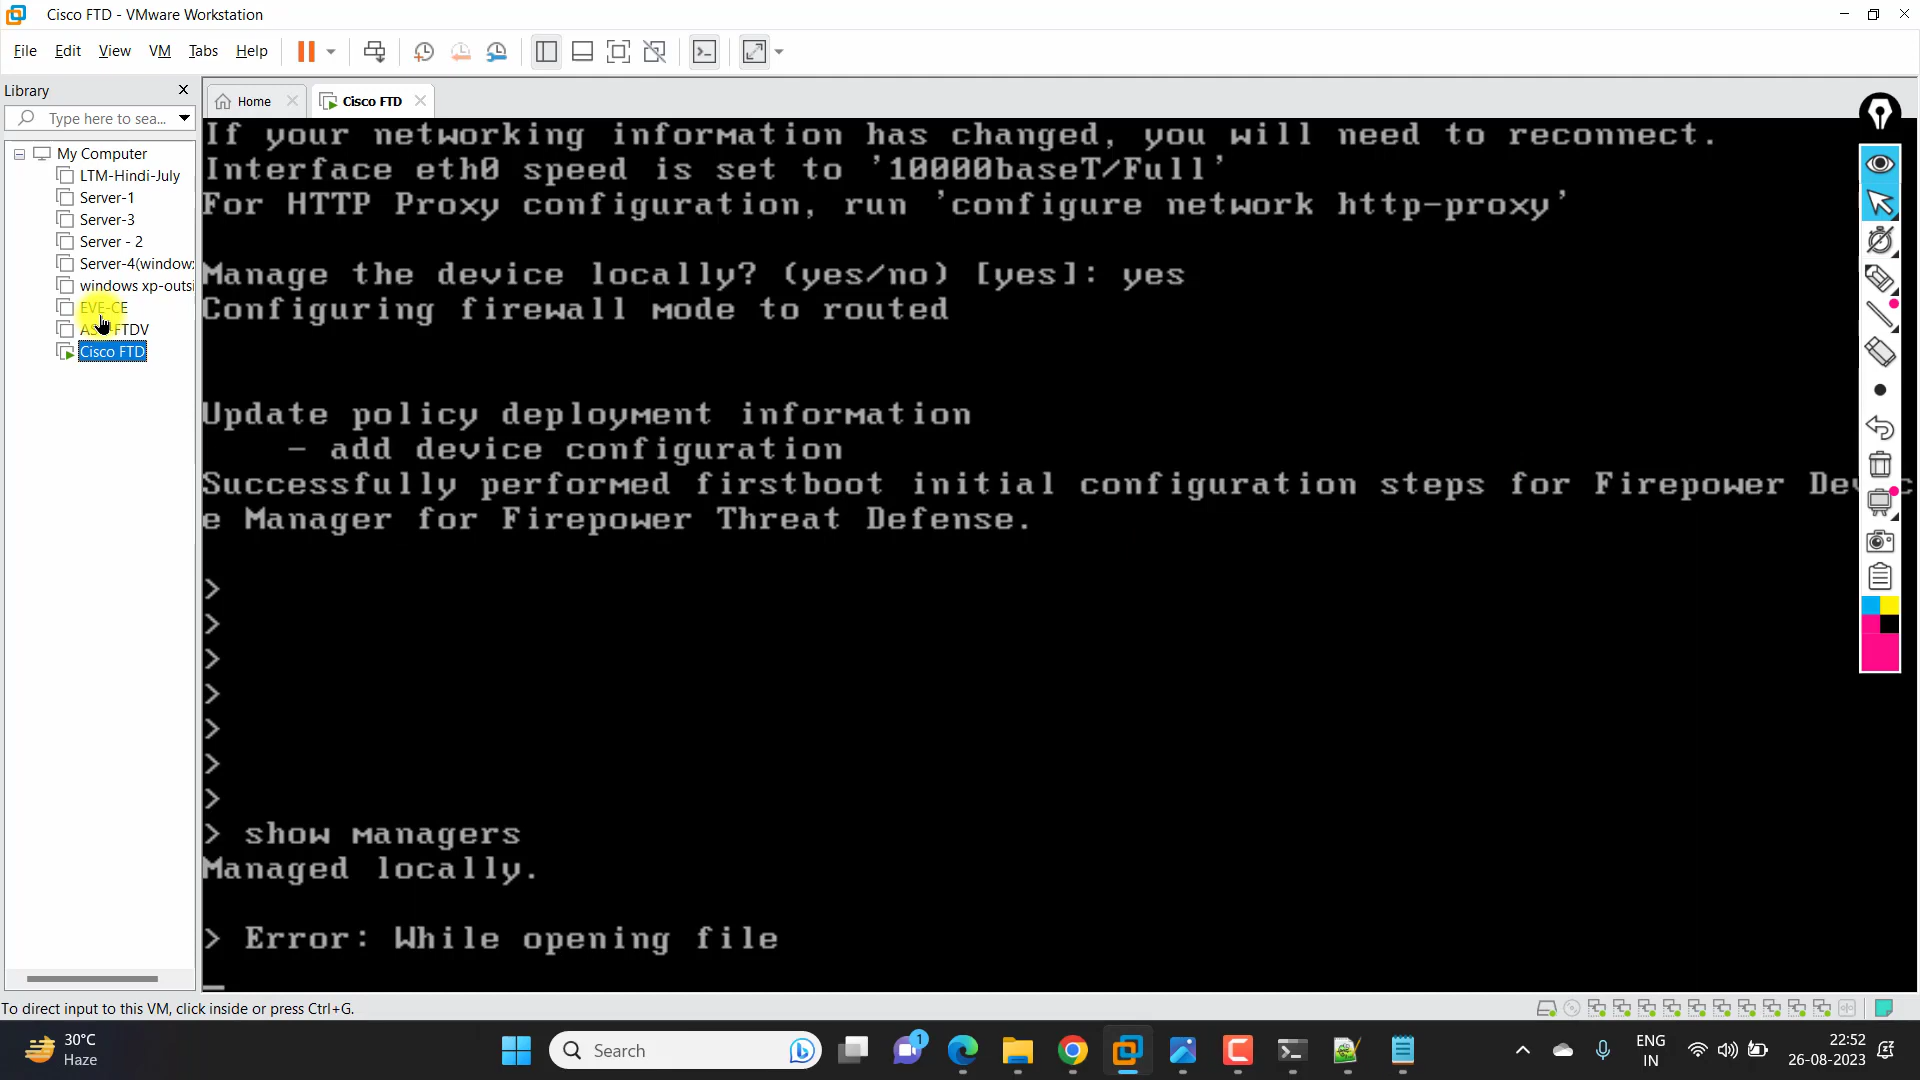 Cisco FTD - VMware Workstation
File Edit View VM Tabs Help
Library
Type here to sea...
My Computer
LTM-Hindi-July
Server-1
Server-3
Server - 2
Server-4(window:
windows xp-outsi
EVE-CE
FTDV
Cisco FTD
Home
Cisco FTD
If your networking information has changed, you will need to reconnect.
Interface eth0 speed is set to '10000baseT/Full'
For HTTP Proxy configuration, run 'configure network http-proxy'
Manage the device locally? (yes/no) [yes]: yes
Configuring firewall mode to routed
Update policy deployment information
- add device configuration
Successfully performed firstboot initial configuration steps for Firepower Devic
e Manager for Firepower Threat Defense.
>
>
>
>
>
>
>
> show managers
Managed locally.
> Error: While opening file
To direct input to this VM, click inside or press Ctrl+G.
30°C
Haze
Search
1
ENG
IN
22:52
26-08-2023